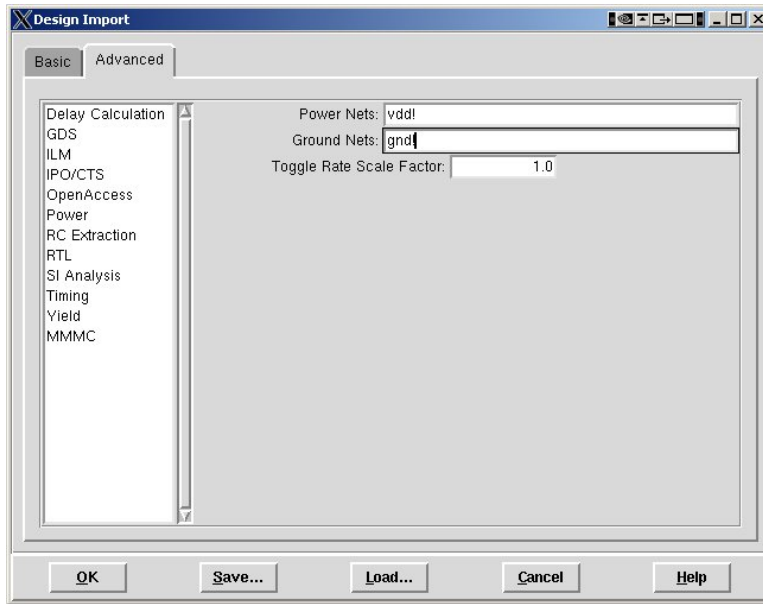 Design Import
Basic
Advanced
Delay Calculation
GDS
ILM
IPO/CTS
OpenAccess
Power
RC Extraction
RTL
SI Analysis
Timing
Yield
MMMC
Power Nets: vdd!
Ground Nets: gnd!
Toggle Rate Scale Factor: 1.0
OK
Save...
Load...
Cancel
Help